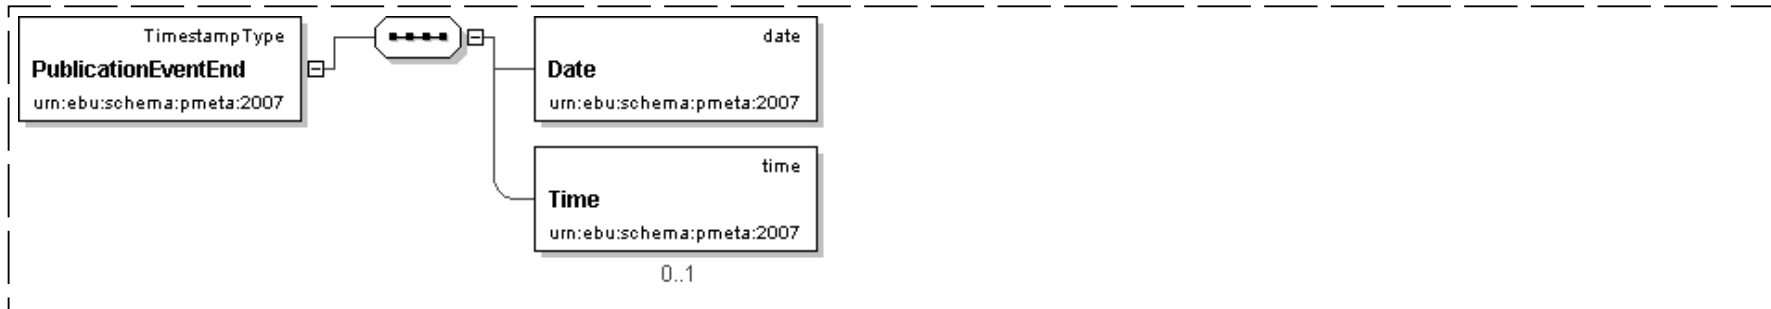 TimestampType
PublicationEventEnd
urn:ebu:schema:pmeta:2007
date
Date
urn:ebu:schema:pmeta:2007
time
Time
urn:ebu:schema:pmeta:2007
0..1